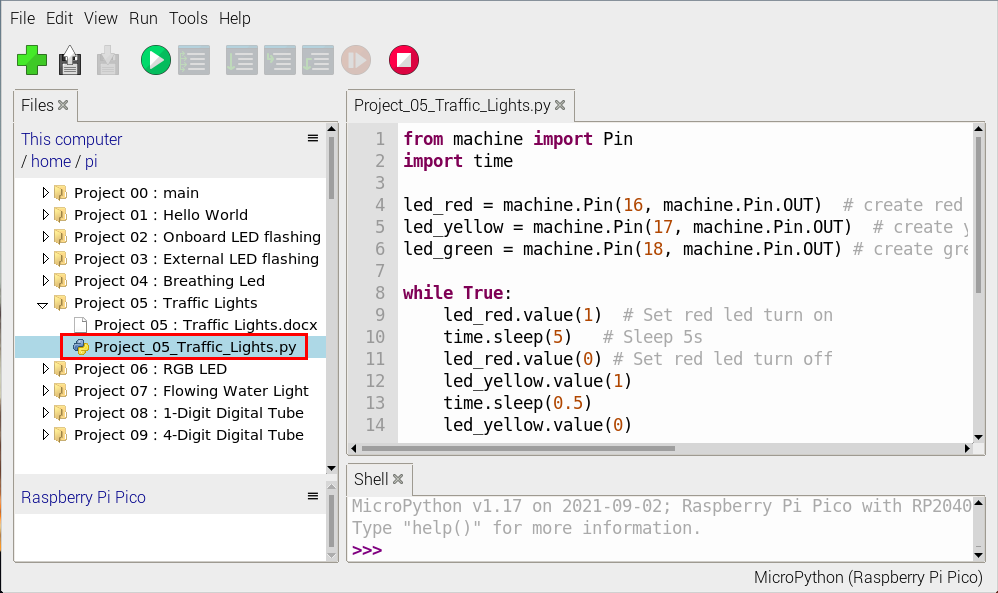 File Edit View Run Tools Help
Files
This computer
/ home / pi
Project 00 : main
Project 01 : Hello World
Project 02 : Onboard LED flashing
Project 03 : External LED flashing
Project 04 : Breathing Led
Project 05 : Traffic Lights
Project 05 : Traffic Lights.docx
Project_05_Traffic_Lights.py
Project 06 : RGB LED
Project 07 : Flowing Water Light
Project 08 : 1-Digit Digital Tube
Project 09 : 4-Digit Digital Tube
Raspberry Pi Pico
Project_05_Traffic_Lights.py
1 from machine import Pin
2 import time
3
4 led_red = machine.Pin(16, machine.Pin.OUT)  # create red
5 led_yellow = machine.Pin(17, machine.Pin.OUT)  # create y
6 led_green = machine.Pin(18, machine.Pin.OUT) # create gre
7
8 while True:
9     led_red.value(1)  # Set red led turn on
10     time.sleep(5)   # Sleep 5s
11     led_red.value(0) # Set red led turn off
12     led_yellow.value(1)
13     time.sleep(0.5)
14     led_yellow.value(0)
Shell
MicroPython v1.17 on 2021-09-02; Raspberry Pi Pico with RP2040
Type "help()" for more information.
>>>
MicroPython (Raspberry Pi Pico)